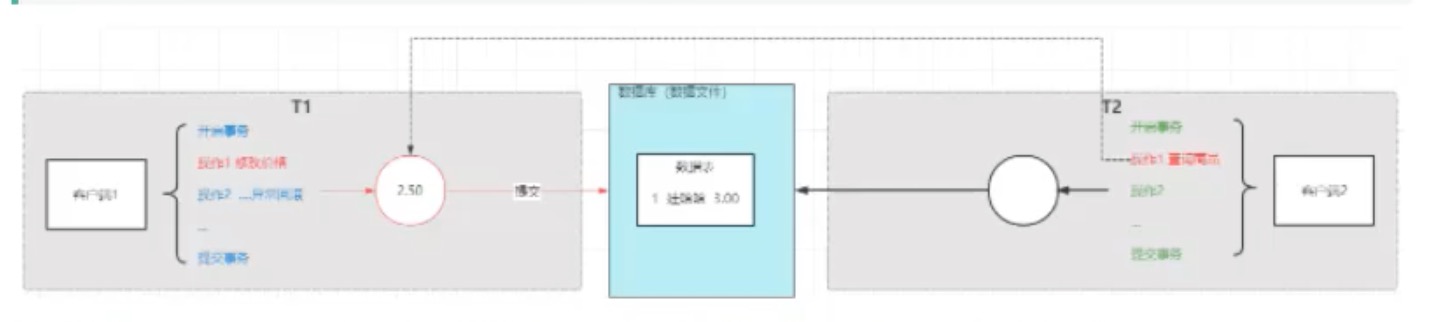 T1
开启事务
操作1 修改价格
操作2 ...异常回滚
...
提交事务
客户端1
2.50
提交
数据库（数据文件）
数据表
1 娃哈哈 3.00
T2
开启事务
操作1 查询商品
操作2
...
提交事务
客户端2